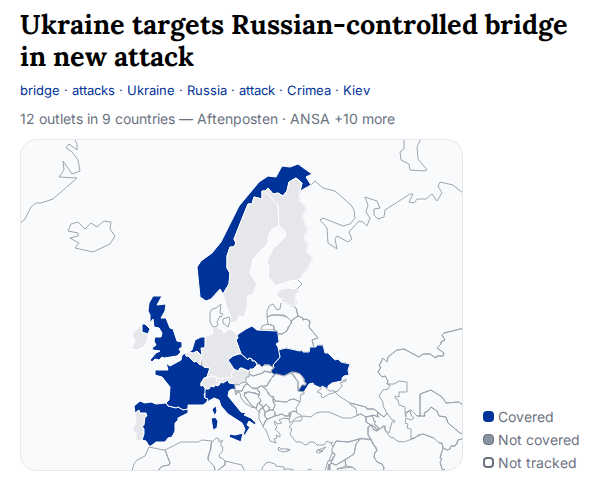 Ukraine targets Russian-controlled bridge
in new attack
bridge · attacks · Ukraine · Russia · attack · Crimea · Kiev
12 outlets in 9 countries — Aftenposten · ANSA +10 more
Covered
Not covered
Not tracked